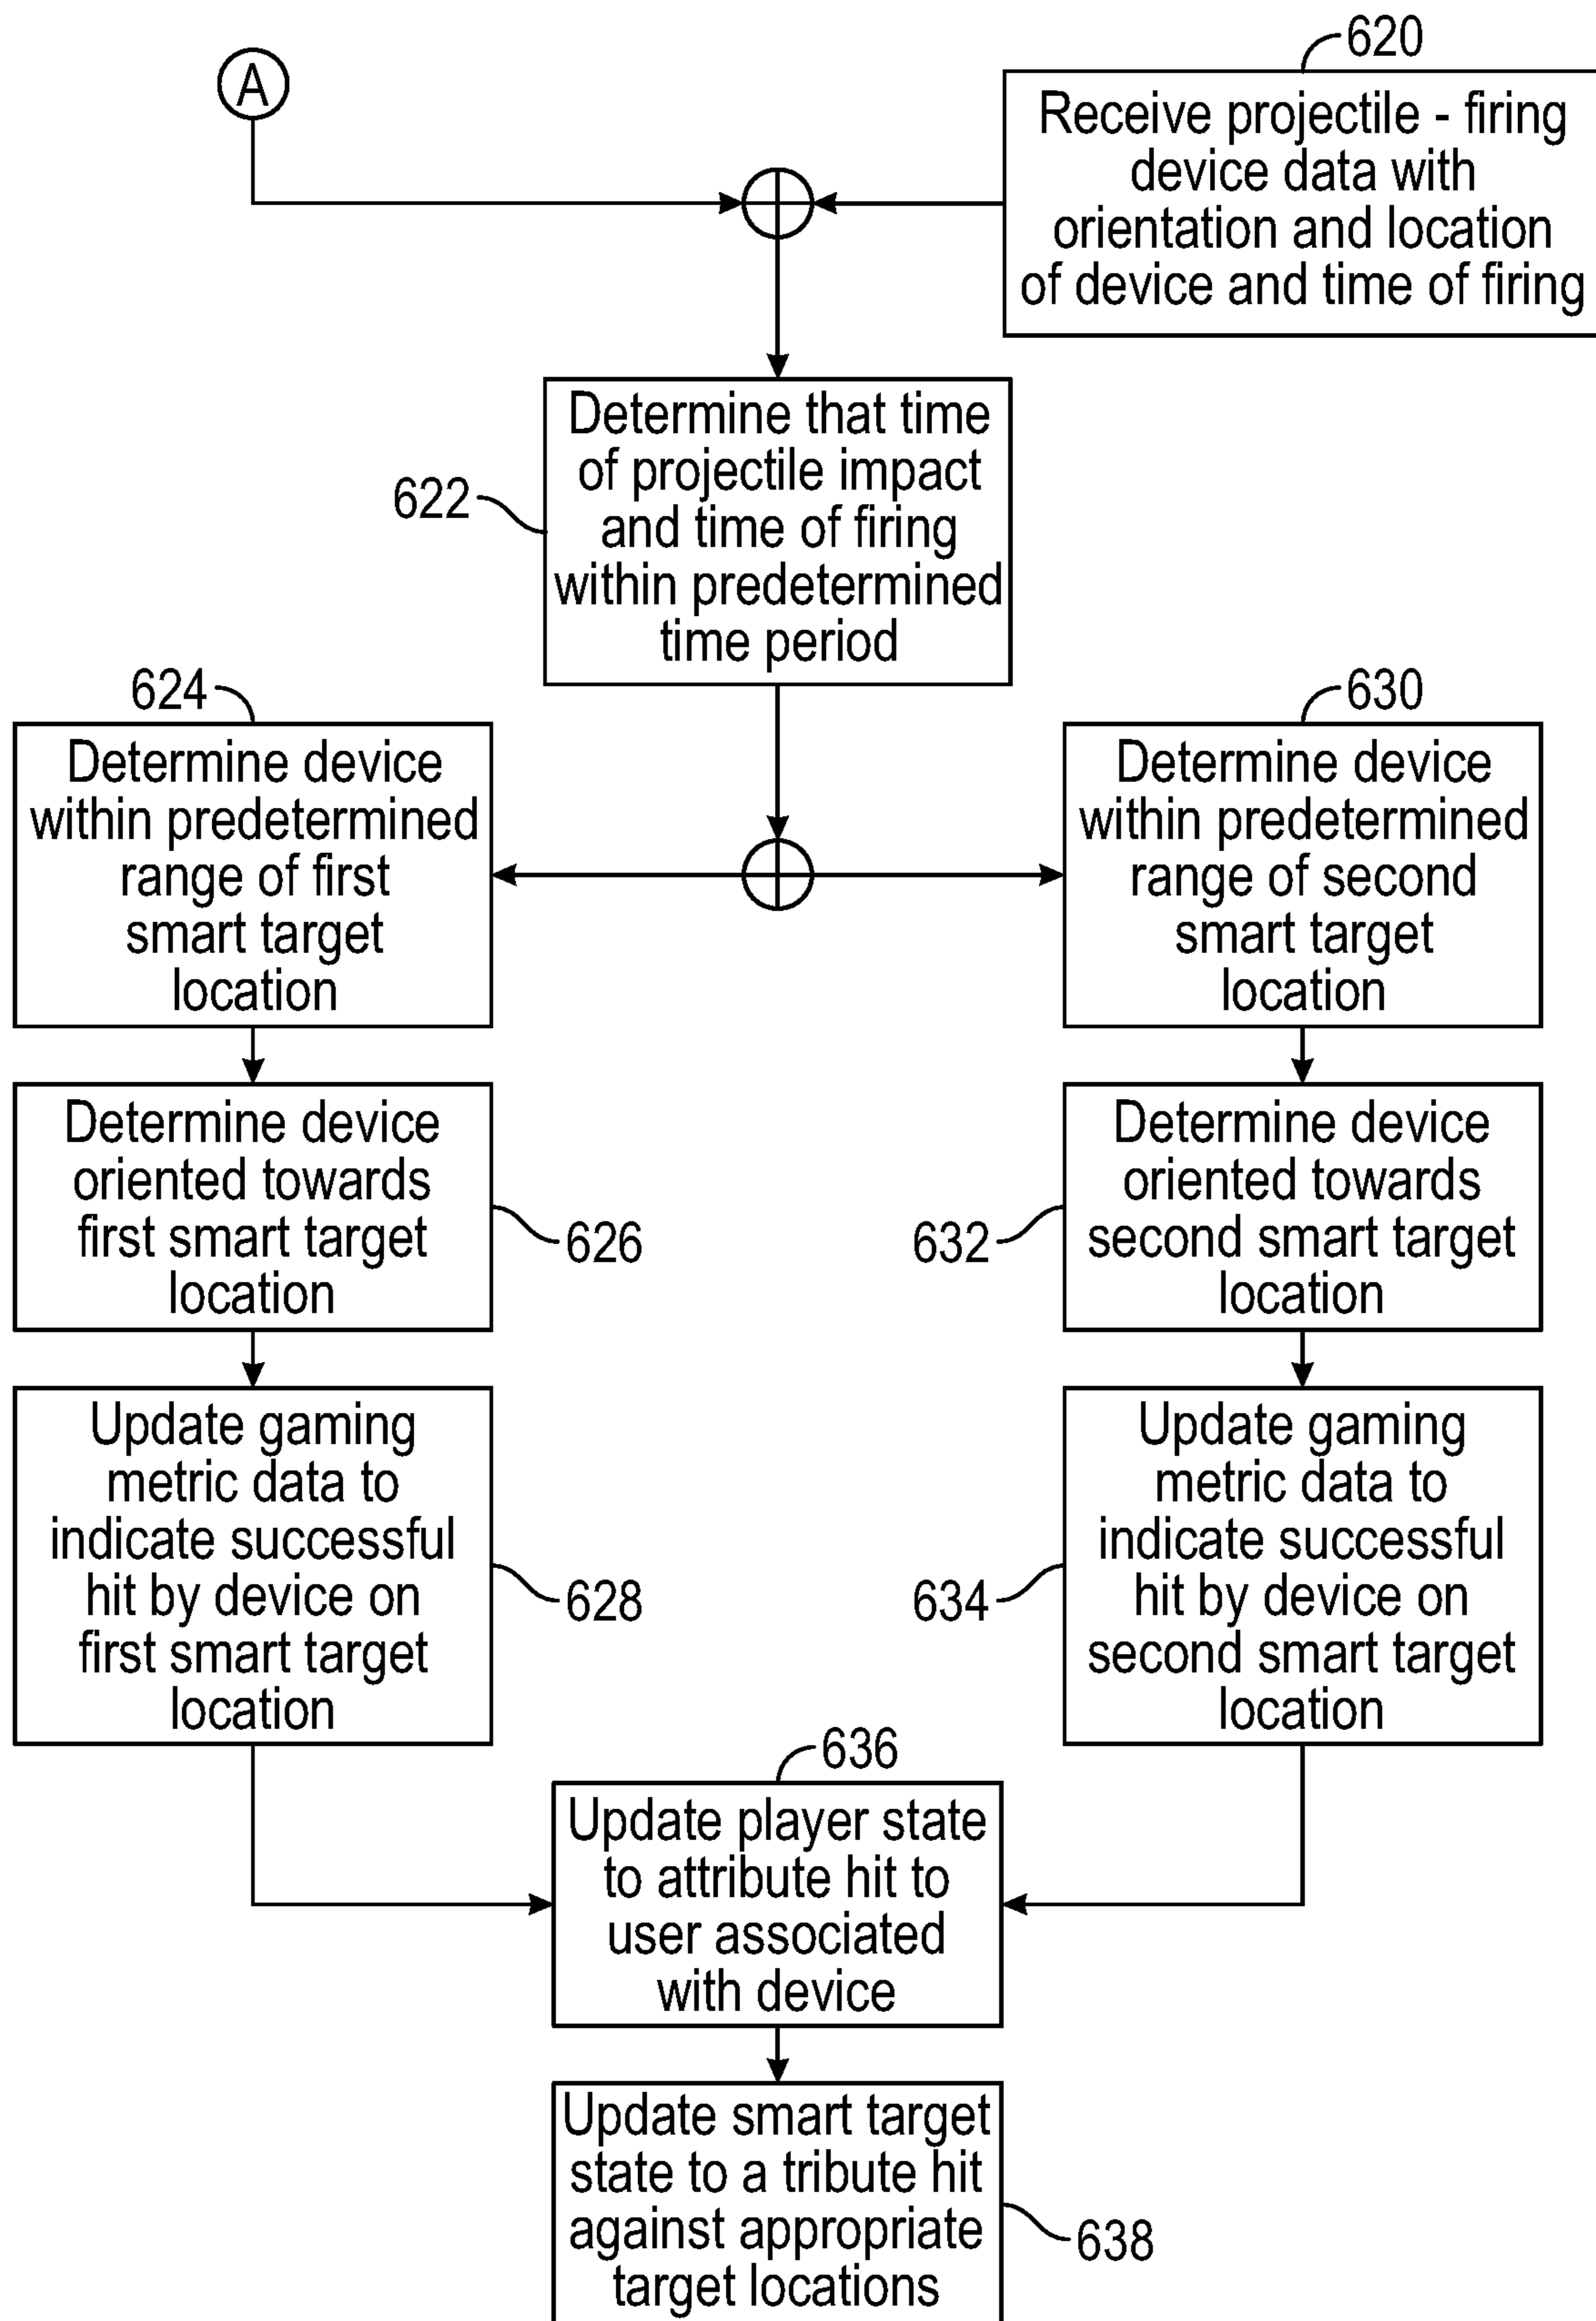 A
620
Receive projectile - firing
device data with
orientation and location
of device and time of firing
622
Determine that time
of projectile impact
and time of firing
within predetermined
time period
624
Determine device
within predetermined
range of first
smart target
location
630
Determine device
within predetermined
range of second
smart target
location
Determine device
oriented towards
first smart target
location
626
632
Determine device
oriented towards
second smart target
location
Update gaming
metric data to
indicate successful
hit by device on
first smart target
location
628
634
Update gaming
metric data to
indicate successful
hit by device on
second smart target
location
636
Update player state
to attribute hit to
user associated
with device
Update smart target
state to a tribute hit
against appropriate
target locations
638